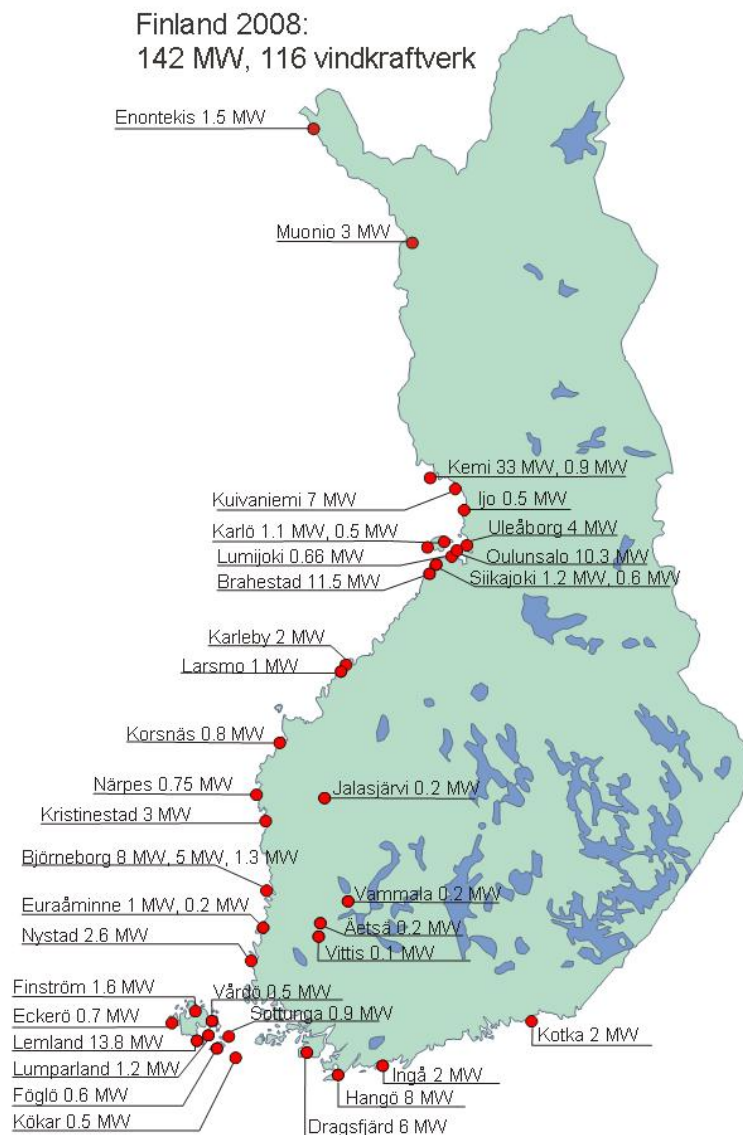 Finland 2008:
142 MW, 116 vindkraftverk
Enontekis 1.5 MW
Muonio 3 MW
Kemi 33 MW, 0.9 MW
Kuivaniemi 7 MW
Ijo 0.5 MW
Karlö 1.1 MW, 0.5 MW
Uleåborg 4 MW
Lumijoki 0.66 MW
Oulunsalo 10.3 MW
Brahestad 11.5 MW
Siikajoki 1.2 MW, 0.6 MW
Karleby 2 MW
Larsmo 1 MW
Korsnäs 0.8 MW
Närpes 0.75 MW
Jalasjärvi 0.2 MW
Kristinestad 3 MW
Björneborg 8 MW, 5 MW, 1.3 MW
Vammala 0.2 MW
Euraåminne 1 MW, 0.2 MW
Äetsä 0.2 MW
Nystad 2.6 MW
Vittis 0.1 MW
Finström 1.6 MW
Vårdö 0.5 MW
Eckerö 0.7 MW
Sottunga 0.9 MW
Lemland 13.8 MW
Kotka 2 MW
Lumparland 1.2 MW
Ingå 2 MW
Föglö 0.6 MW
Hangö 8 MW
Kökar 0.5 MW
Dragsfjärd 6 MW